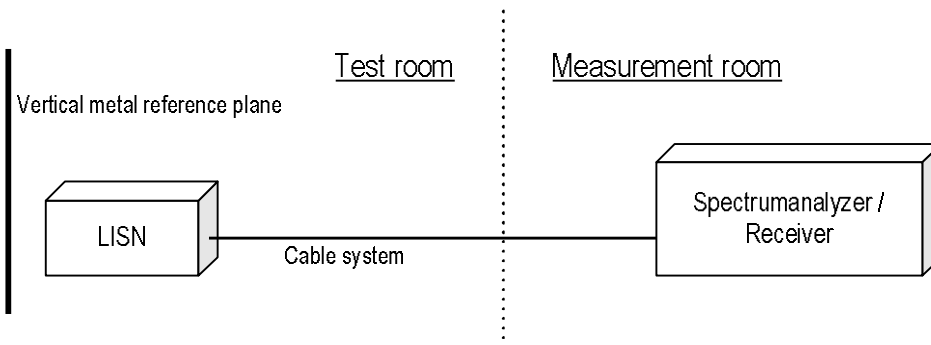 Test room
Measurement room
Vertical metal reference plane
LISN
Cable system
Spectrumanalyzer /
Receiver